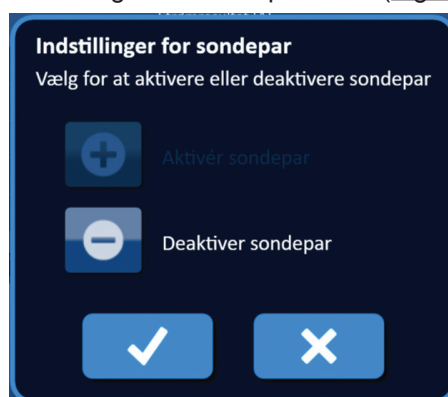 Indstillinger for sondepar
Vælg for at aktivere eller deaktivere sondepar
Aktivér sondepar
Deaktiver sondepar